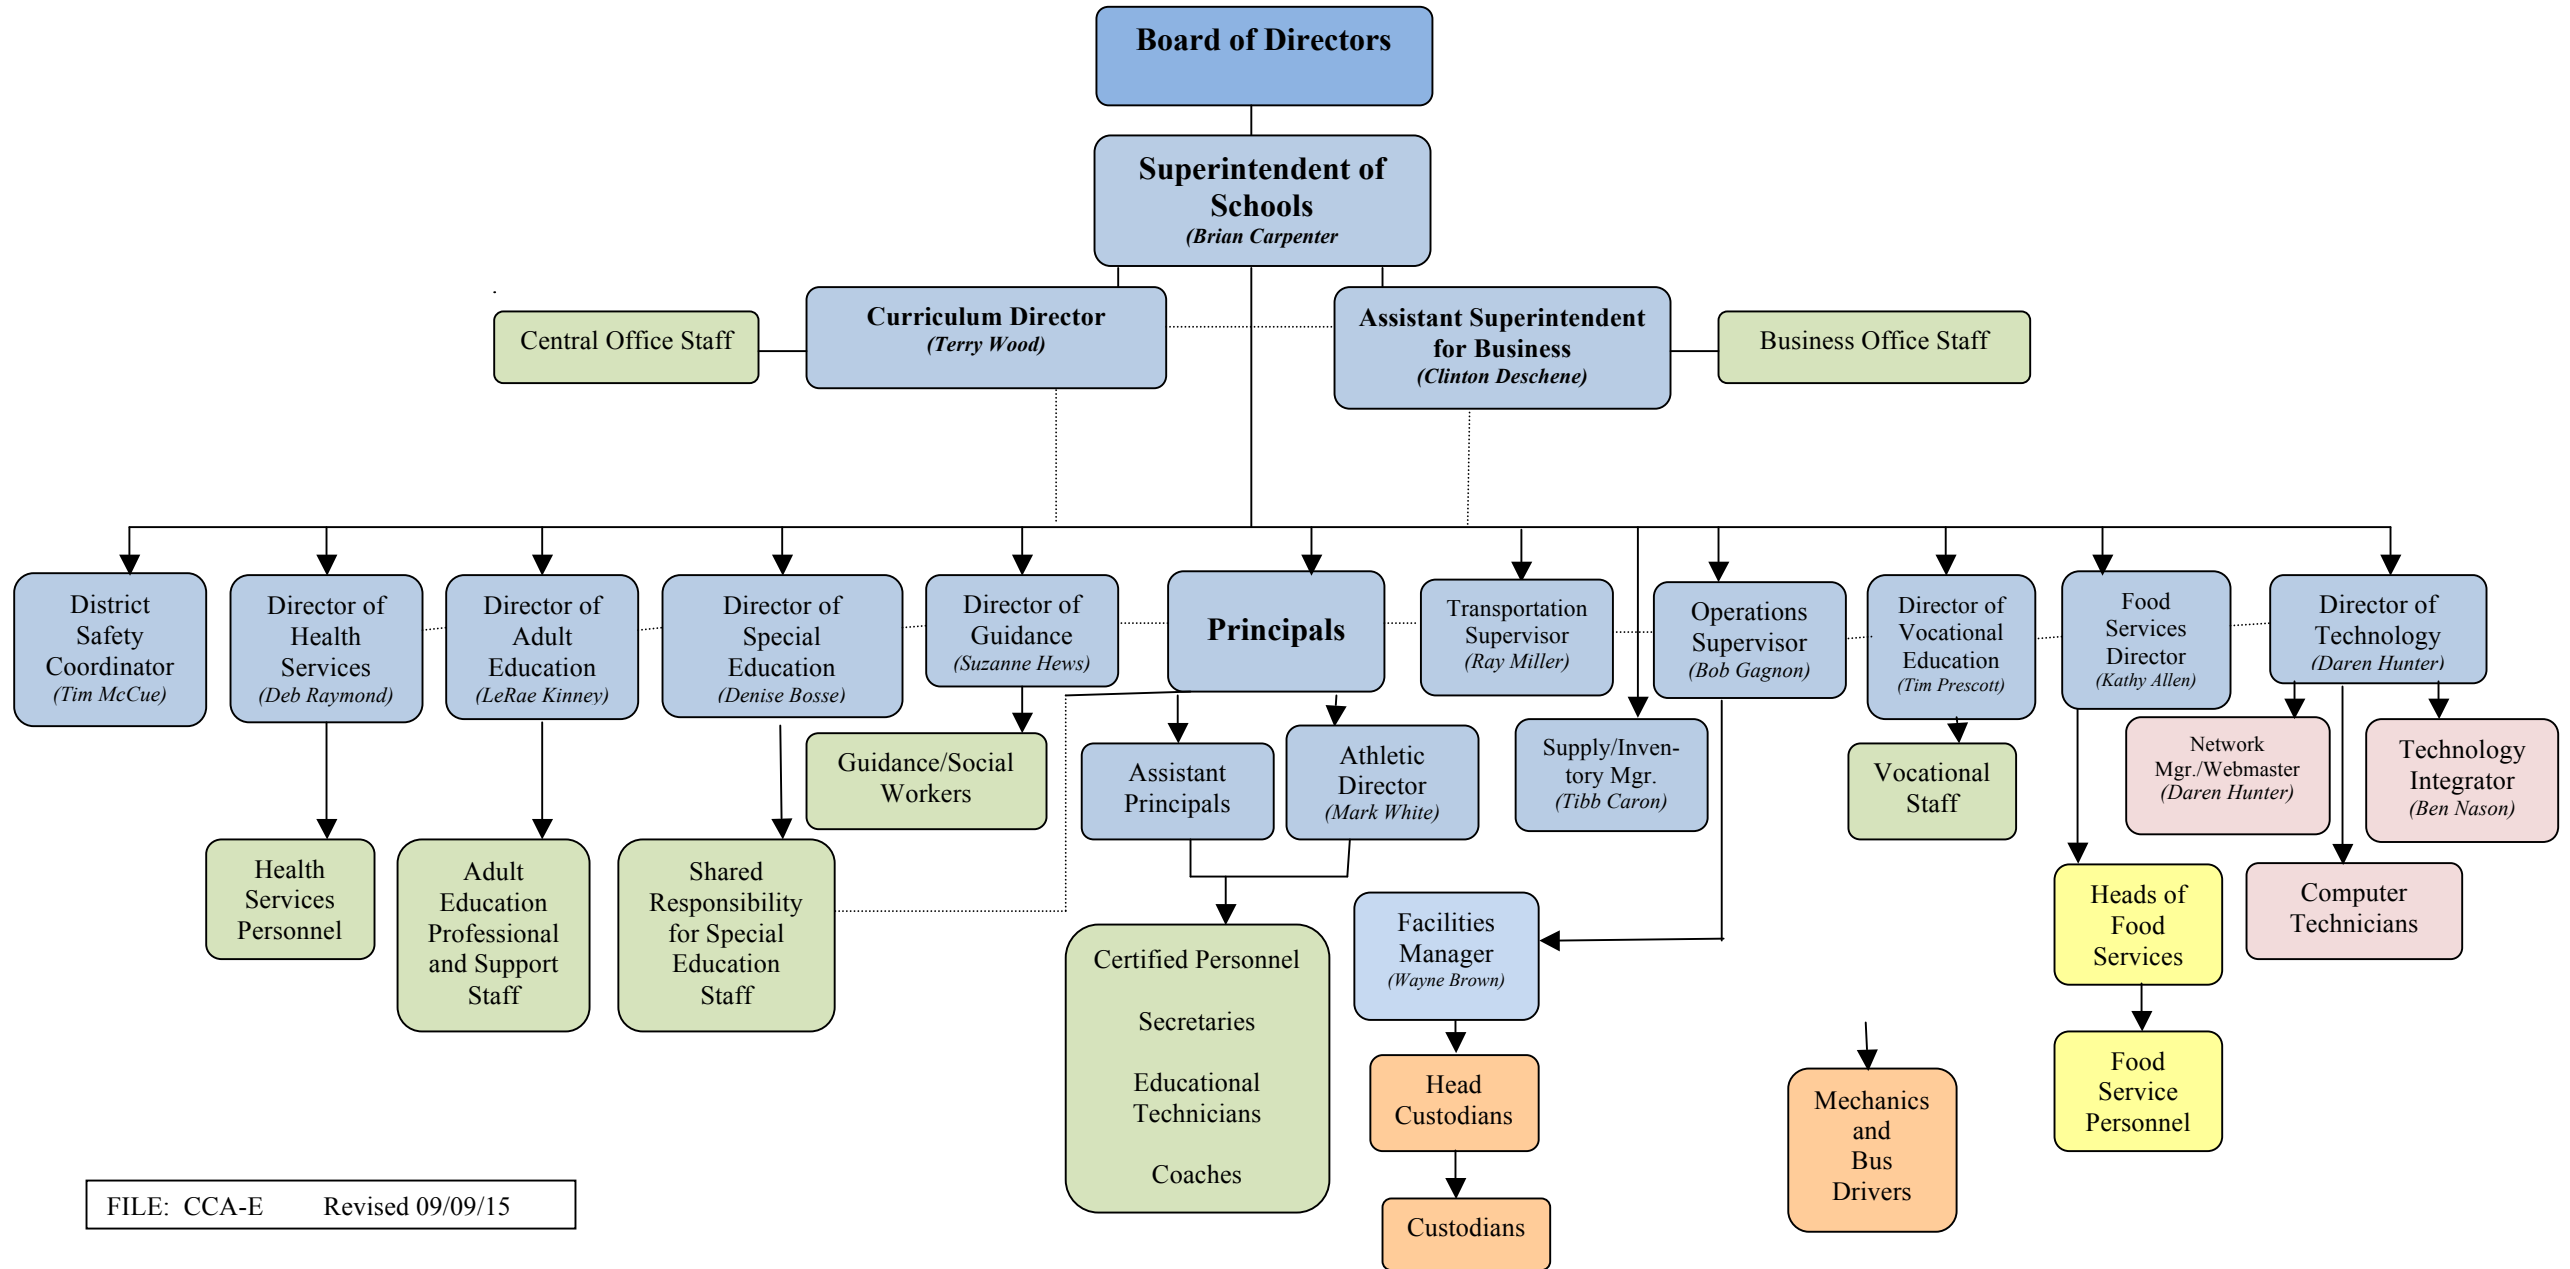 Board of Directors
Superintendent of
Schools
(Brian Carpenter
Central Office Staff
Curriculum Director
(Terry Wood)
Assistant Superintendent
for Business
(Clinton Deschene)
Business Office Staff
District
Safety
Coordinator
(Tim McCue)
Director of
Health
Services
(Deb Raymond)
Director of
Adult
Education
(LeRae Kinney)
Director of
Special
Education
(Denise Bosse)
Director of
Guidance
(Suzanne Hews)
Principals
Transportation
Supervisor
(Ray Miller)
Operations
Supervisor
(Bob Gagnon)
Director of
Vocational
Education
(Tim Prescott)
Food
Services
Director
(Kathy Allen)
Director of
Technology
(Daren Hunter)
Guidance/Social
Workers
Assistant
Principals
Athletic
Director
(Mark White)
Supply/Inven-
tory Mgr.
(Tibb Caron)
Vocational
Staff
Network
Mgr./Webmaster
(Daren Hunter)
Technology
Integrator
(Ben Nason)
Health
Services
Personnel
Adult
Education
Professional
and Support
Staff
Shared
Responsibility
for Special
Education
Staff
Certified Personnel
Secretaries
Educational
Technicians
Coaches
Facilities
Manager
(Wayne Brown)
Heads of
Food
Services
Computer
Technicians
Head
Custodians
Mechanics
and
Bus
Drivers
Food
Service
Personnel
Custodians
FILE: CCA-E Revised 09/09/15